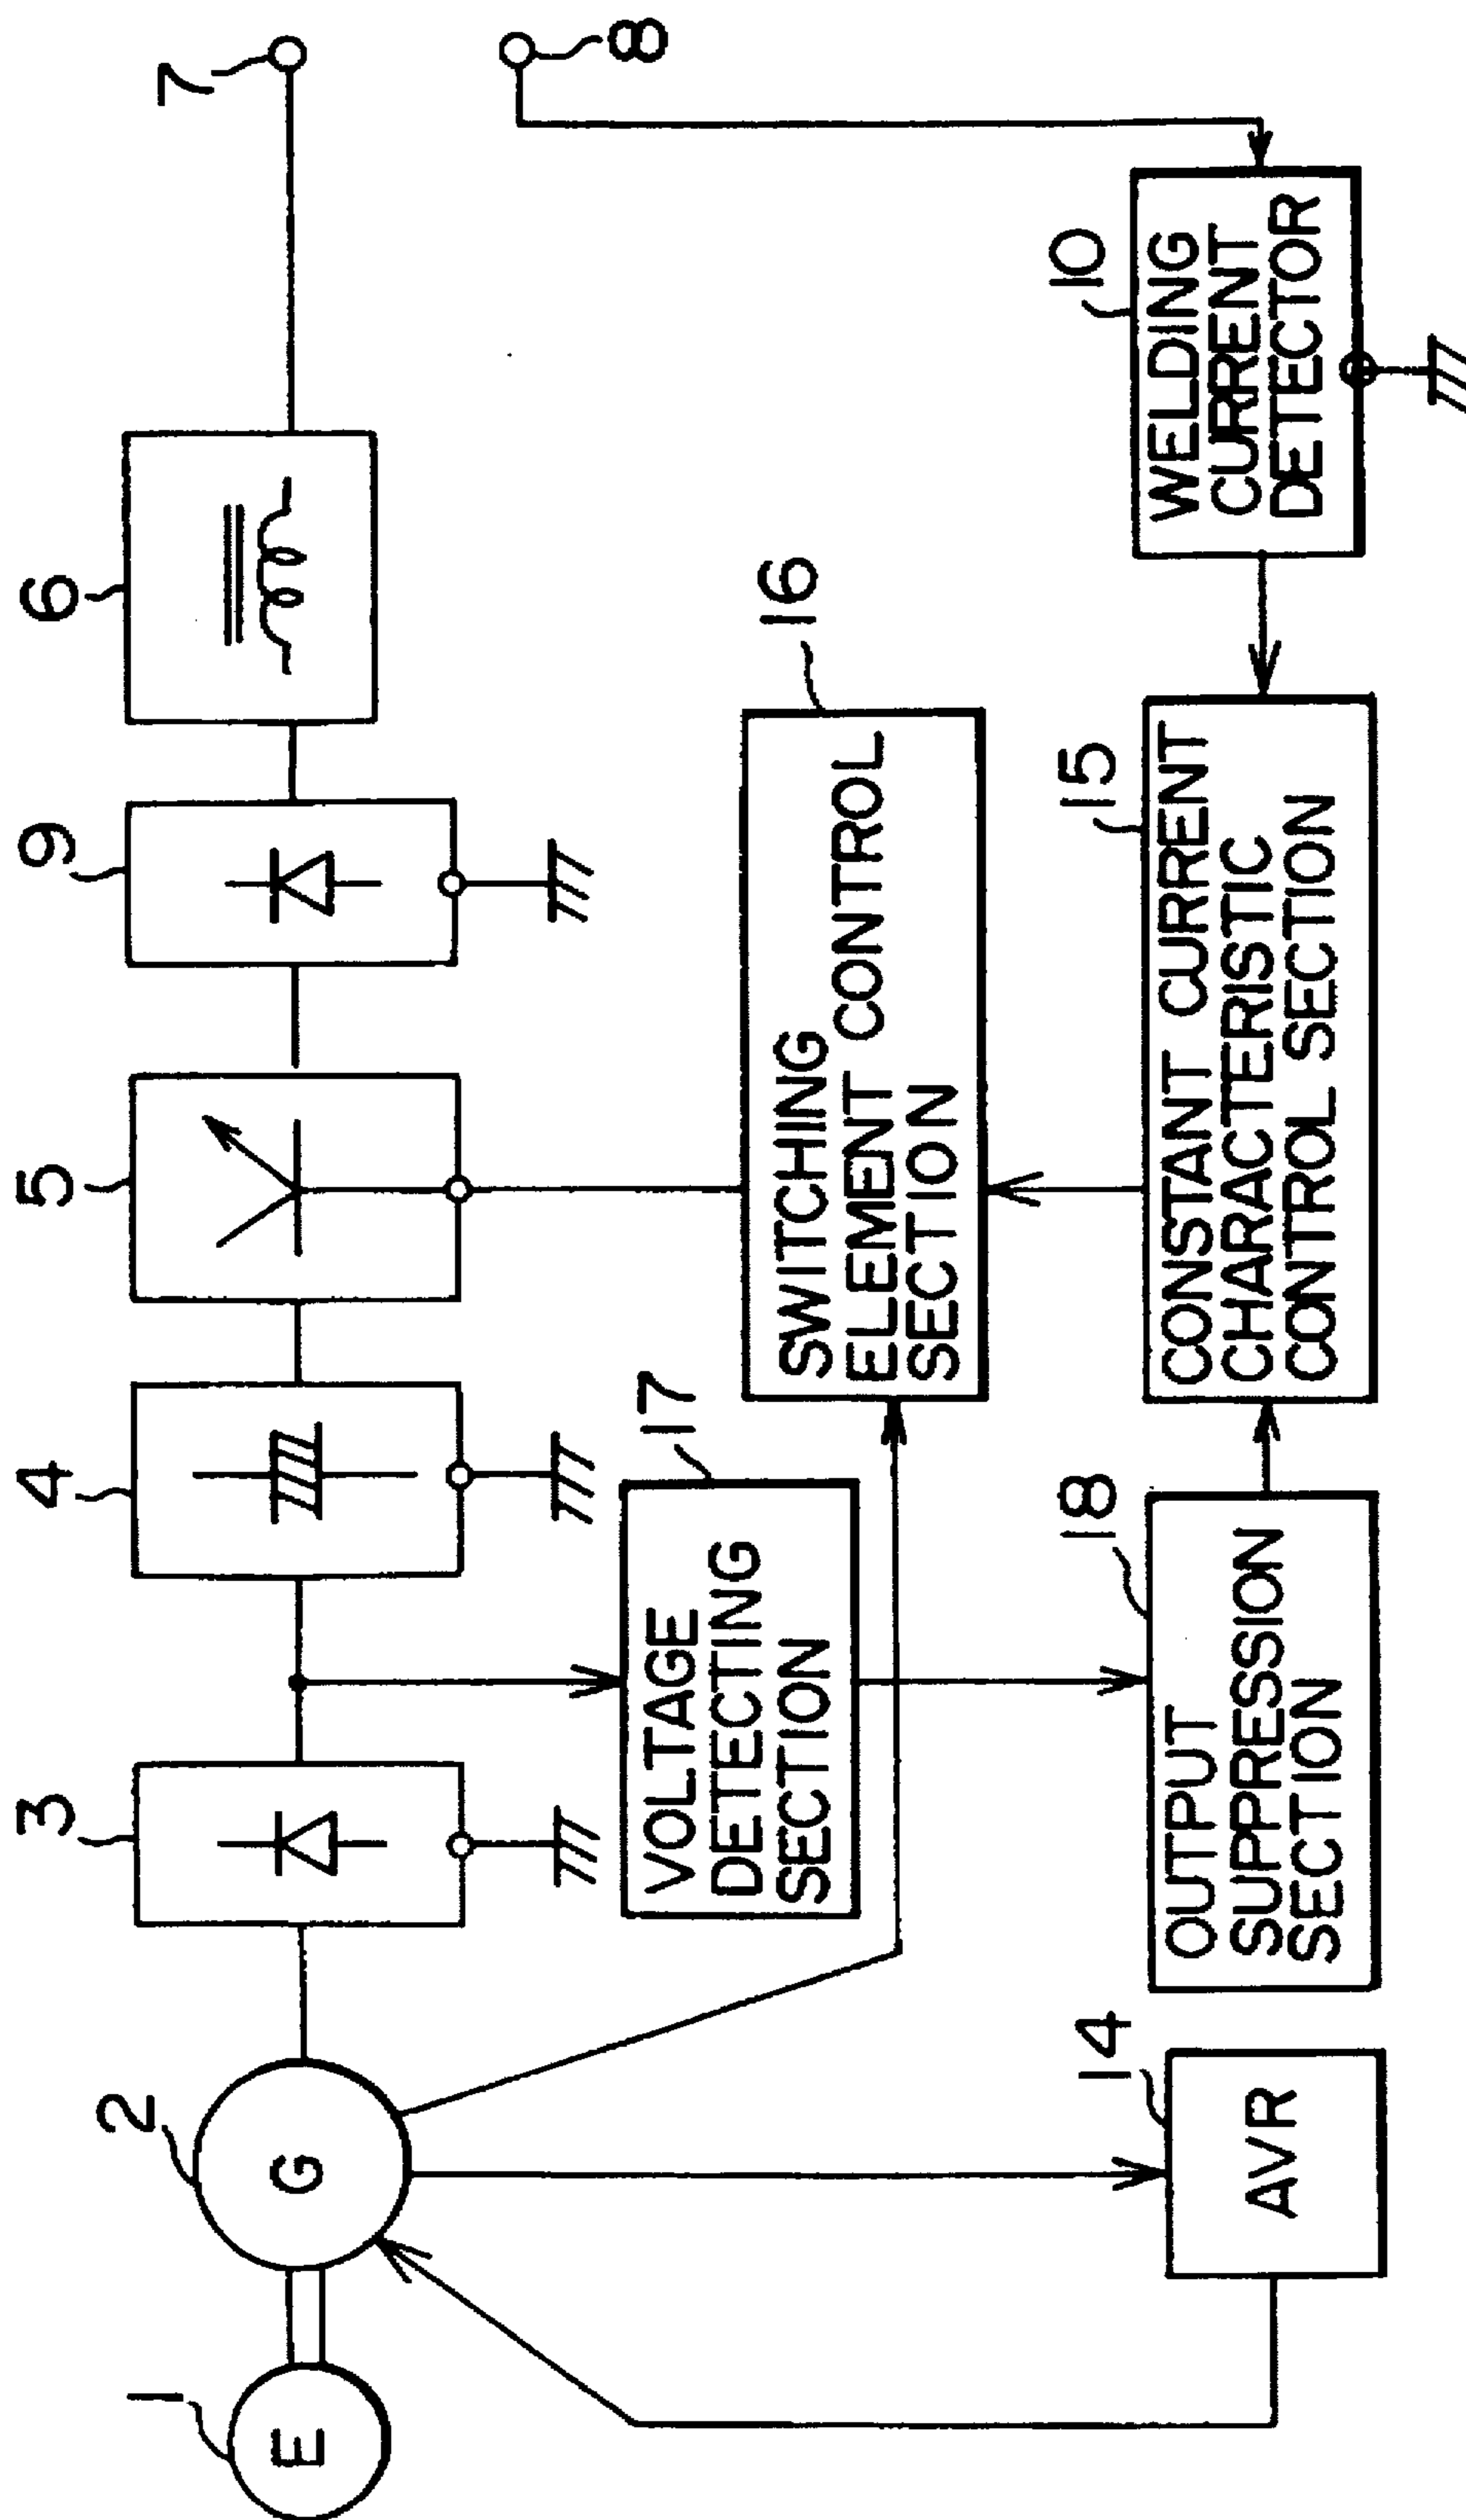 1
E
2
G
3
4
5
9
6
7
8
17
VOLTAGE
DETECTING
SECTION
16
SWITCHING
ELEMENT CONTROL
SECTION
14
AVR
18
OUTPUT
SUPPRESSION
SECTION
15
CONSTANT CURRENT
CHARACTERISTIC
CONTROL SECTION
10
WELDING
CURRENT
DETECTOR